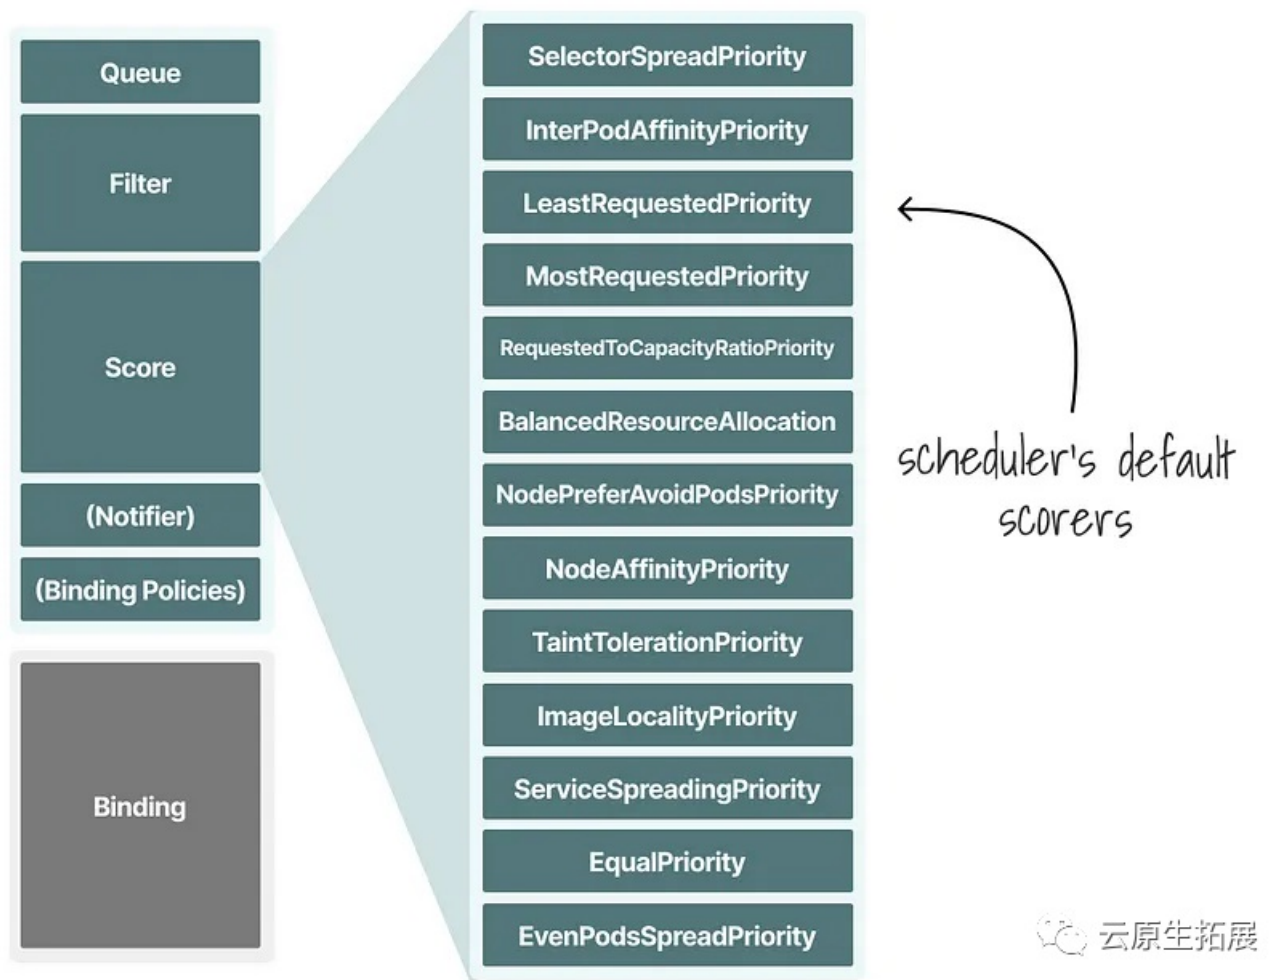 Queue
Filter
Score
(Notifier)
(Binding Policies)
Binding
SelectorSpreadPriority
InterPodAffinityPriority
LeastRequestedPriority
MostRequestedPriority
RequestedToCapacityRatioPriority
BalancedResourceAllocation
NodePreferAvoidPodsPriority
NodeAffinityPriority
TaintTolerationPriority
ImageLocalityPriority
ServiceSpreadingPriority
EqualPriority
EvenPodsSpreadPriority
scheduler's default
scorers
云原生拓展